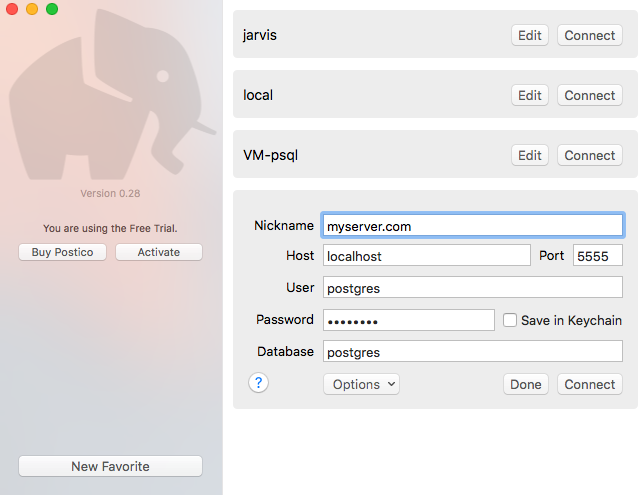 jarvis Edit Connect
local Edit Connect
VM-psql Edit Connect
Version 0.28
You are using the Free Trial.
Buy Postico Activate
New Favorite
Nickname myserver.com
Host localhost Port 5555
User postgres
Password •••••••• Save in Keychain
Database postgres
? Options Done Connect